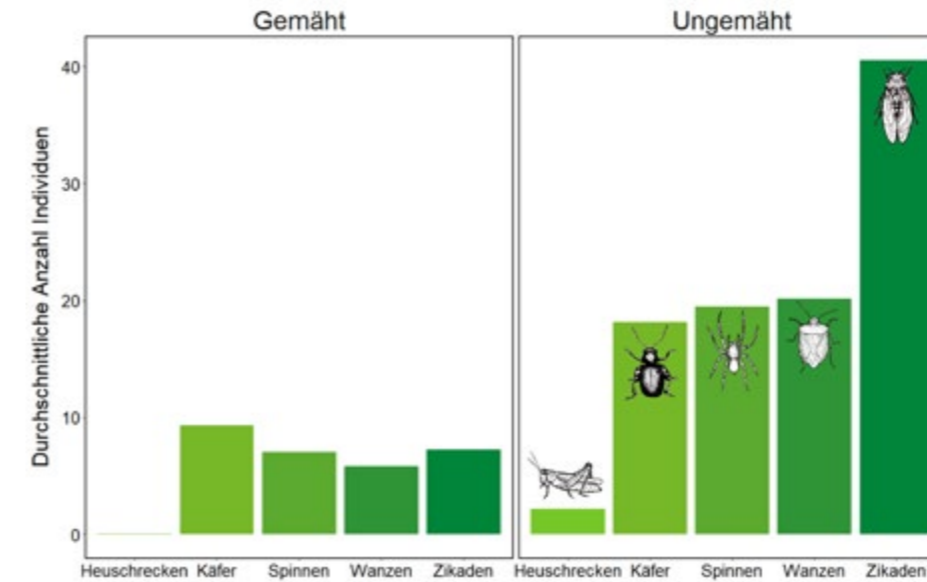 Gemäht
Ungemäht
Durchschnittliche Anzahl Individuen
40
30
20
10
0
Heuschrecken Käfer Spinnen Wanzen Zikaden
Heuschrecken Käfer Spinnen Wanzen Zikaden